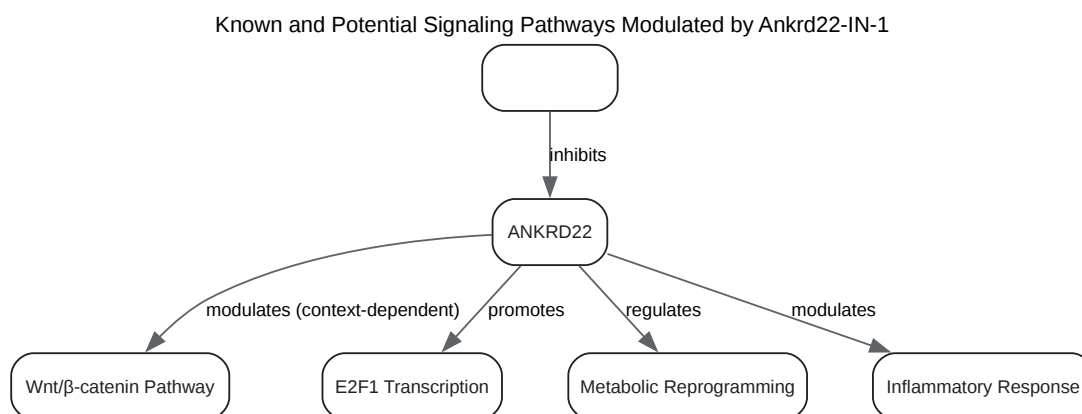 Known and Potential Signaling Pathways Modulated by Ankrd22-IN-1
inhibits
ANKRD22
modulates (context-dependent)
promotes
regulates
modulates
Wnt/β-catenin Pathway
E2F1 Transcription
Metabolic Reprogramming
Inflammatory Response